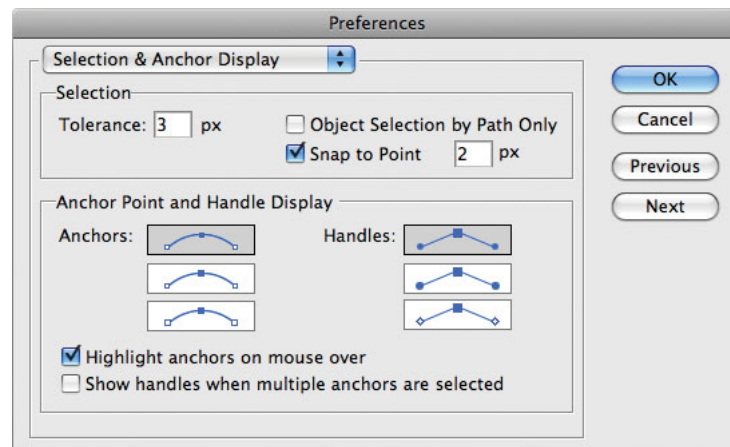 Preferences
Selection & Anchor Display
Selection
Tolerance: 3 px
Object Selection by Path Only
Snap to Point 2 px
Anchor Point and Handle Display
Anchors:
Handles:
Highlight anchors on mouse over
Show handles when multiple anchors are selected
OK
Cancel
Previous
Next